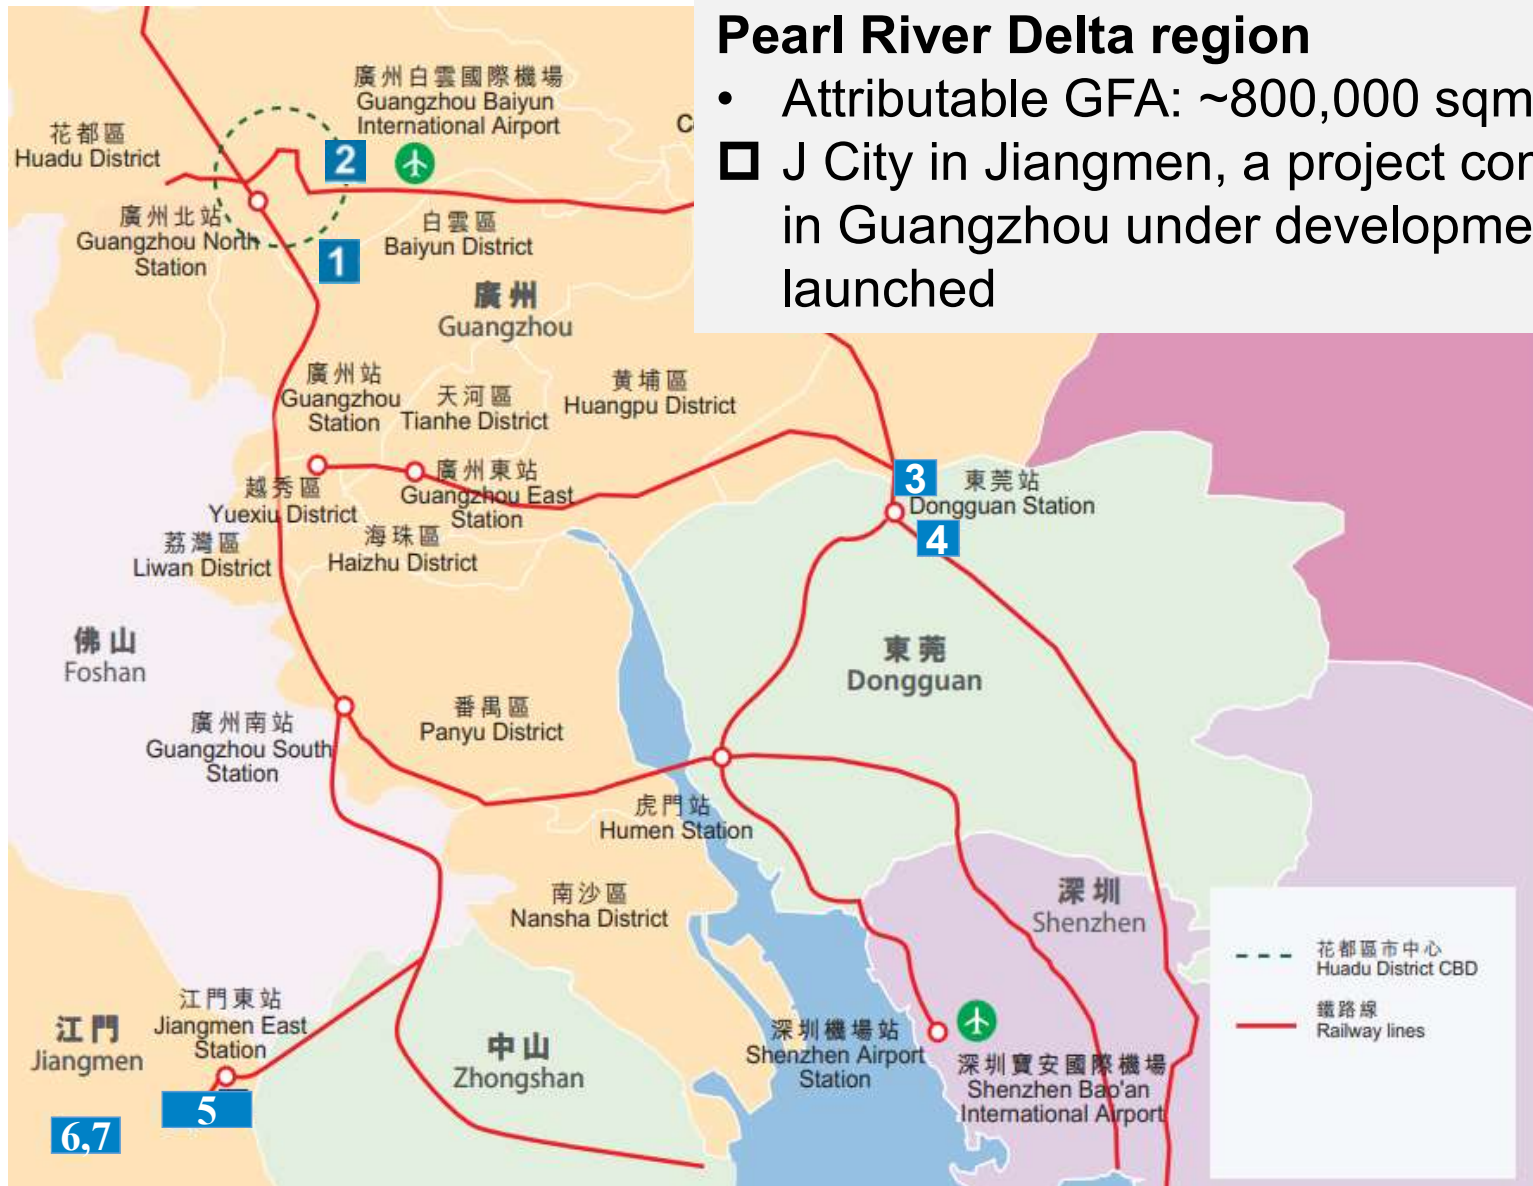 Pearl River Delta region
• Attributable GFA: ~800,000 sqm
J City in Jiangmen, a project
in Guangzhou under
launched
廣州白雲國際機場
Guangzhou Baiyun
International Airport
花都區
Huadu District
2
廣州北站
Guangzhou North
Station
白雲區
Baiyun District
1
廣州
Guangzhou
廣州站
Guangzhou
Station
天河區
Tianhe District
黄埔區
Huangpu District
越秀區
Yuexiu District
廣州東站
Guangzhou East
Station
3
東莞站
Dongguan Station
4
荔灣區
Liwan District
海珠區
Haizhu District
佛山
Foshan
東莞
Dongguan
廣州南站
Guangzhou South
Station
番禺區
Panyu District
虎門站
Humen Station
南沙區
Nansha District
深圳
Shenzhen
花都區市中心
Huadu District CBD
鐵路線
Railway lines
江門東站
Jiangmen East
Station
江門
Jiangmen
中山
Zhongshan
深圳機場站
Shenzhen Airport
Station
深圳寶安國際機場
Shenzhen Bao'an
International Airport
5
6,7